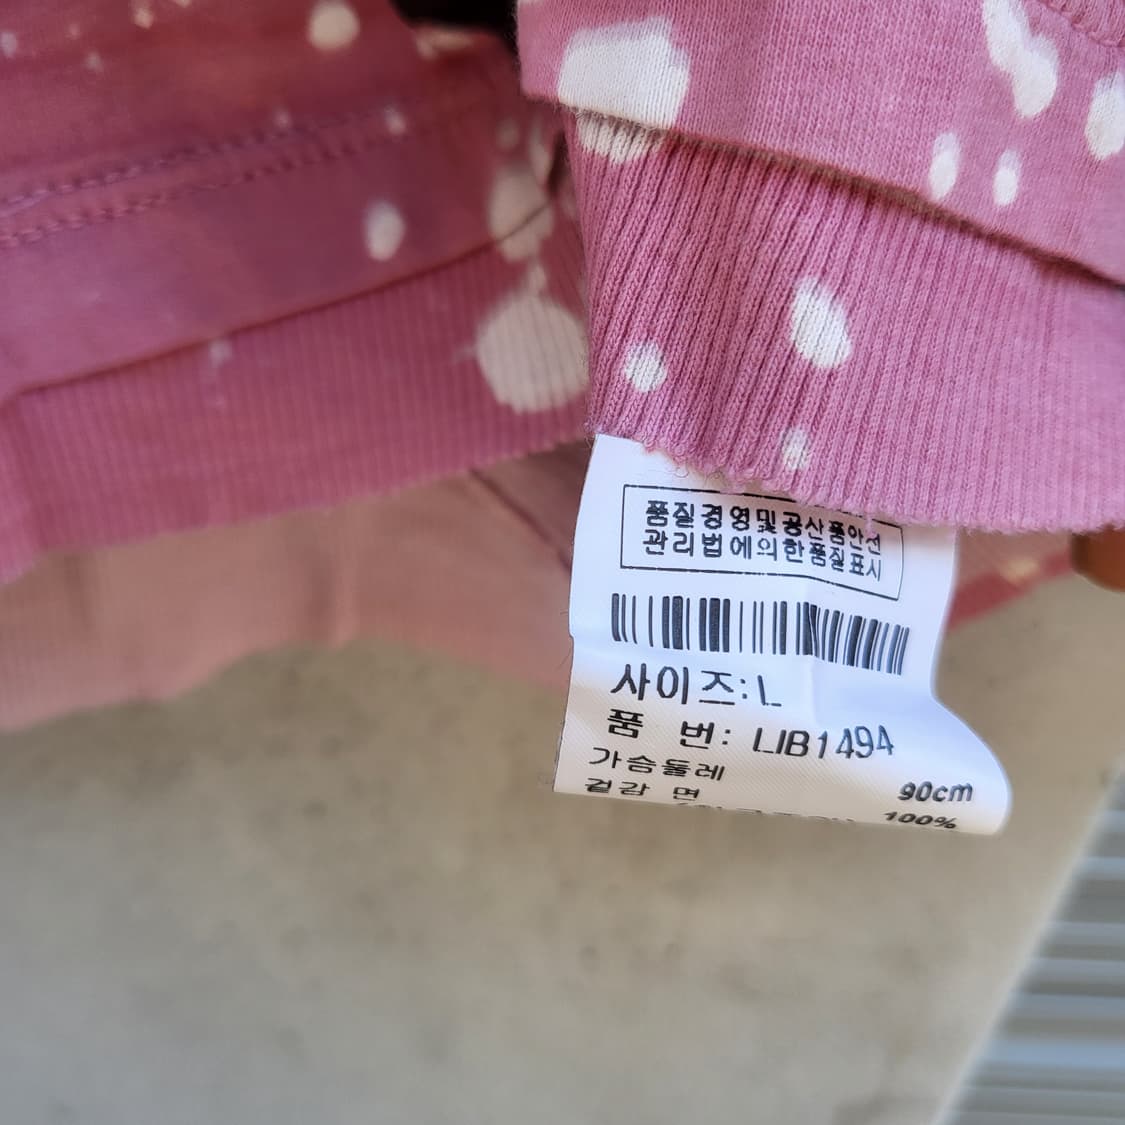 품질경영및공산품안전
관리법에의한품질표시
사이즈:L
품 번: LIB1494
가슴둘레 90cm
겉감 면 100%